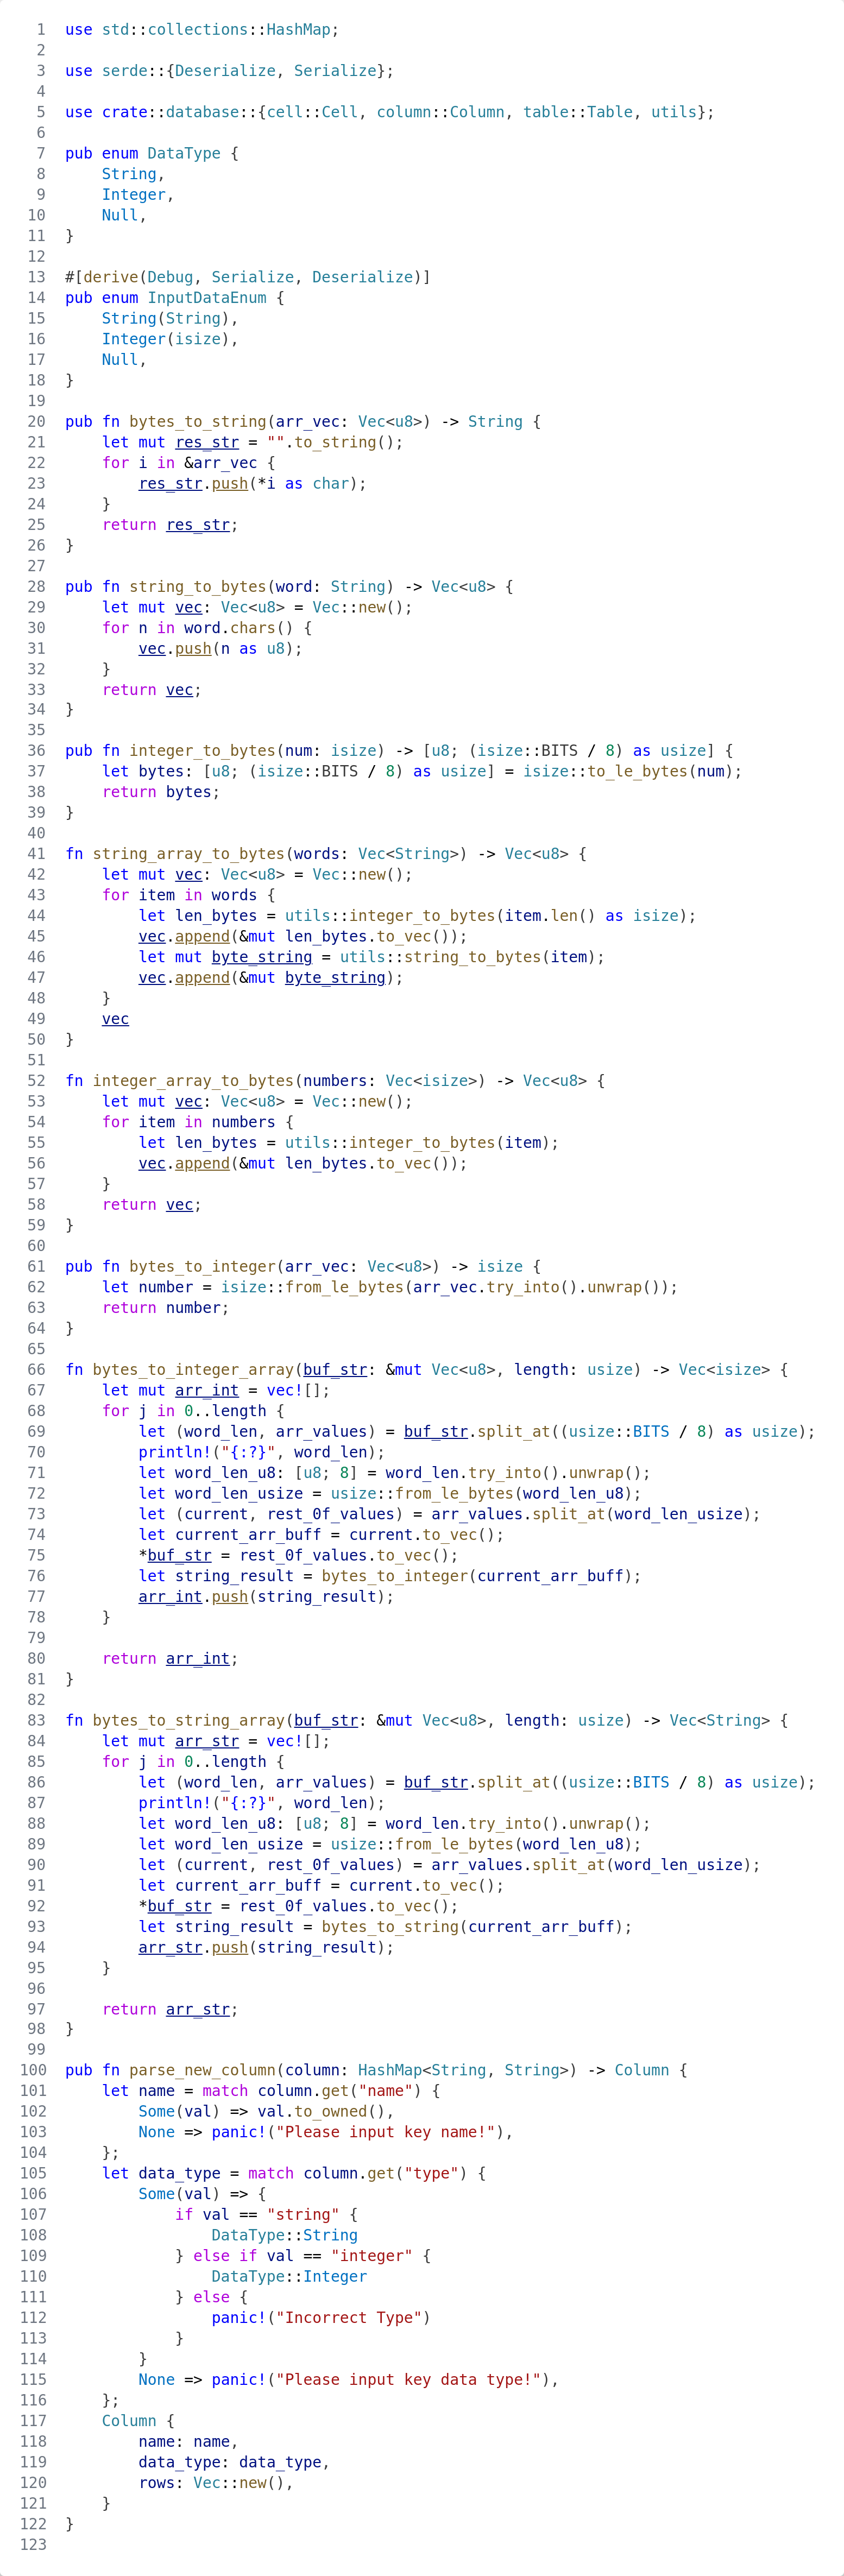 1 use std::collections::HashMap;
2
3 use serde::{Deserialize, Serialize};
4
5 use crate::database::{cell::Cell, column::Column, table::Table, utils};
6
7 pub enum DataType {
8     String,
9     Integer,
10     Null,
11 }
12
13 #[derive(Debug, Serialize, Deserialize)]
14 pub enum InputDataEnum {
15     String(String),
16     Integer(isize),
17     Null,
18 }
19
20 pub fn bytes_to_string(arr_vec: Vec<u8>) -> String {
21     let mut res_str = "".to_string();
22     for i in &arr_vec {
23         res_str.push(*i as char);
24     }
25     return res_str;
26 }
27
28 pub fn string_to_bytes(word: String) -> Vec<u8> {
29     let mut vec: Vec<u8> = Vec::new();
30     for n in word.chars() {
31         vec.push(n as u8);
32     }
33     return vec;
34 }
35
36 pub fn integer_to_bytes(num: isize) -> [u8; (isize::BITS / 8) as usize] {
37     let bytes: [u8; (isize::BITS / 8) as usize] = isize::to_le_bytes(num);
38     return bytes;
39 }
40
41 fn string_array_to_bytes(words: Vec<String>) -> Vec<u8> {
42     let mut vec: Vec<u8> = Vec::new();
43     for item in words {
44         let len_bytes = utils::integer_to_bytes(item.len() as isize);
45         vec.append(&mut len_bytes.to_vec());
46         let mut byte_string = utils::string_to_bytes(item);
47         vec.append(&mut byte_string);
48     }
49     vec
50 }
51
52 fn integer_array_to_bytes(numbers: Vec<isize>) -> Vec<u8> {
53     let mut vec: Vec<u8> = Vec::new();
54     for item in numbers {
55         let len_bytes = utils::integer_to_bytes(item);
56         vec.append(&mut len_bytes.to_vec());
57     }
58     return vec;
59 }
60
61 pub fn bytes_to_integer(arr_vec: Vec<u8>) -> isize {
62     let number = isize::from_le_bytes(arr_vec.try_into().unwrap());
63     return number;
64 }
65
66 fn bytes_to_integer_array(buf_str: &mut Vec<u8>, length: usize) -> Vec<isize> {
67     let mut arr_int = vec![];
68     for j in 0..length {
69         let (word_len, arr_values) = buf_str.split_at((usize::BITS / 8) as usize);
70         println!("{:?}", word_len);
71         let word_len_u8: [u8; 8] = word_len.try_into().unwrap();
72         let word_len_usize = usize::from_le_bytes(word_len_u8);
73         let (current, rest_0f_values) = arr_values.split_at(word_len_usize);
74         let current_arr_buff = current.to_vec();
75         *buf_str = rest_0f_values.to_vec();
76         let string_result = bytes_to_integer(current_arr_buff);
77         arr_int.push(string_result);
78     }
79
80     return arr_int;
81 }
82
83 fn bytes_to_string_array(buf_str: &mut Vec<u8>, length: usize) -> Vec<String> {
84     let mut arr_str = vec![];
85     for j in 0..length {
86         let (word_len, arr_values) = buf_str.split_at((usize::BITS / 8) as usize);
87         println!("{:?}", word_len);
88         let word_len_u8: [u8; 8] = word_len.try_into().unwrap();
89         let word_len_usize = usize::from_le_bytes(word_len_u8);
90         let (current, rest_0f_values) = arr_values.split_at(word_len_usize);
91         let current_arr_buff = current.to_vec();
92         *buf_str = rest_0f_values.to_vec();
93         let string_result = bytes_to_string(current_arr_buff);
94         arr_str.push(string_result);
95     }
96
97     return arr_str;
98 }
99
100 pub fn parse_new_column(column: HashMap<String, String>) -> Column {
101     let name = match column.get("name") {
102         Some(val) => val.to_owned(),
103         None => panic!("Please input key name!"),
104     };
105     let data_type = match column.get("type") {
106         Some(val) => {
107             if val == "string" {
108                 DataType::String
109             } else if val == "integer" {
110                 DataType::Integer
111             } else {
112                 panic!("Incorrect Type")
113             }
114         }
115         None => panic!("Please input key data type!"),
116     };
117     Column {
118         name: name,
119         data_type: data_type,
120         rows: Vec::new(),
121     }
122 }
123